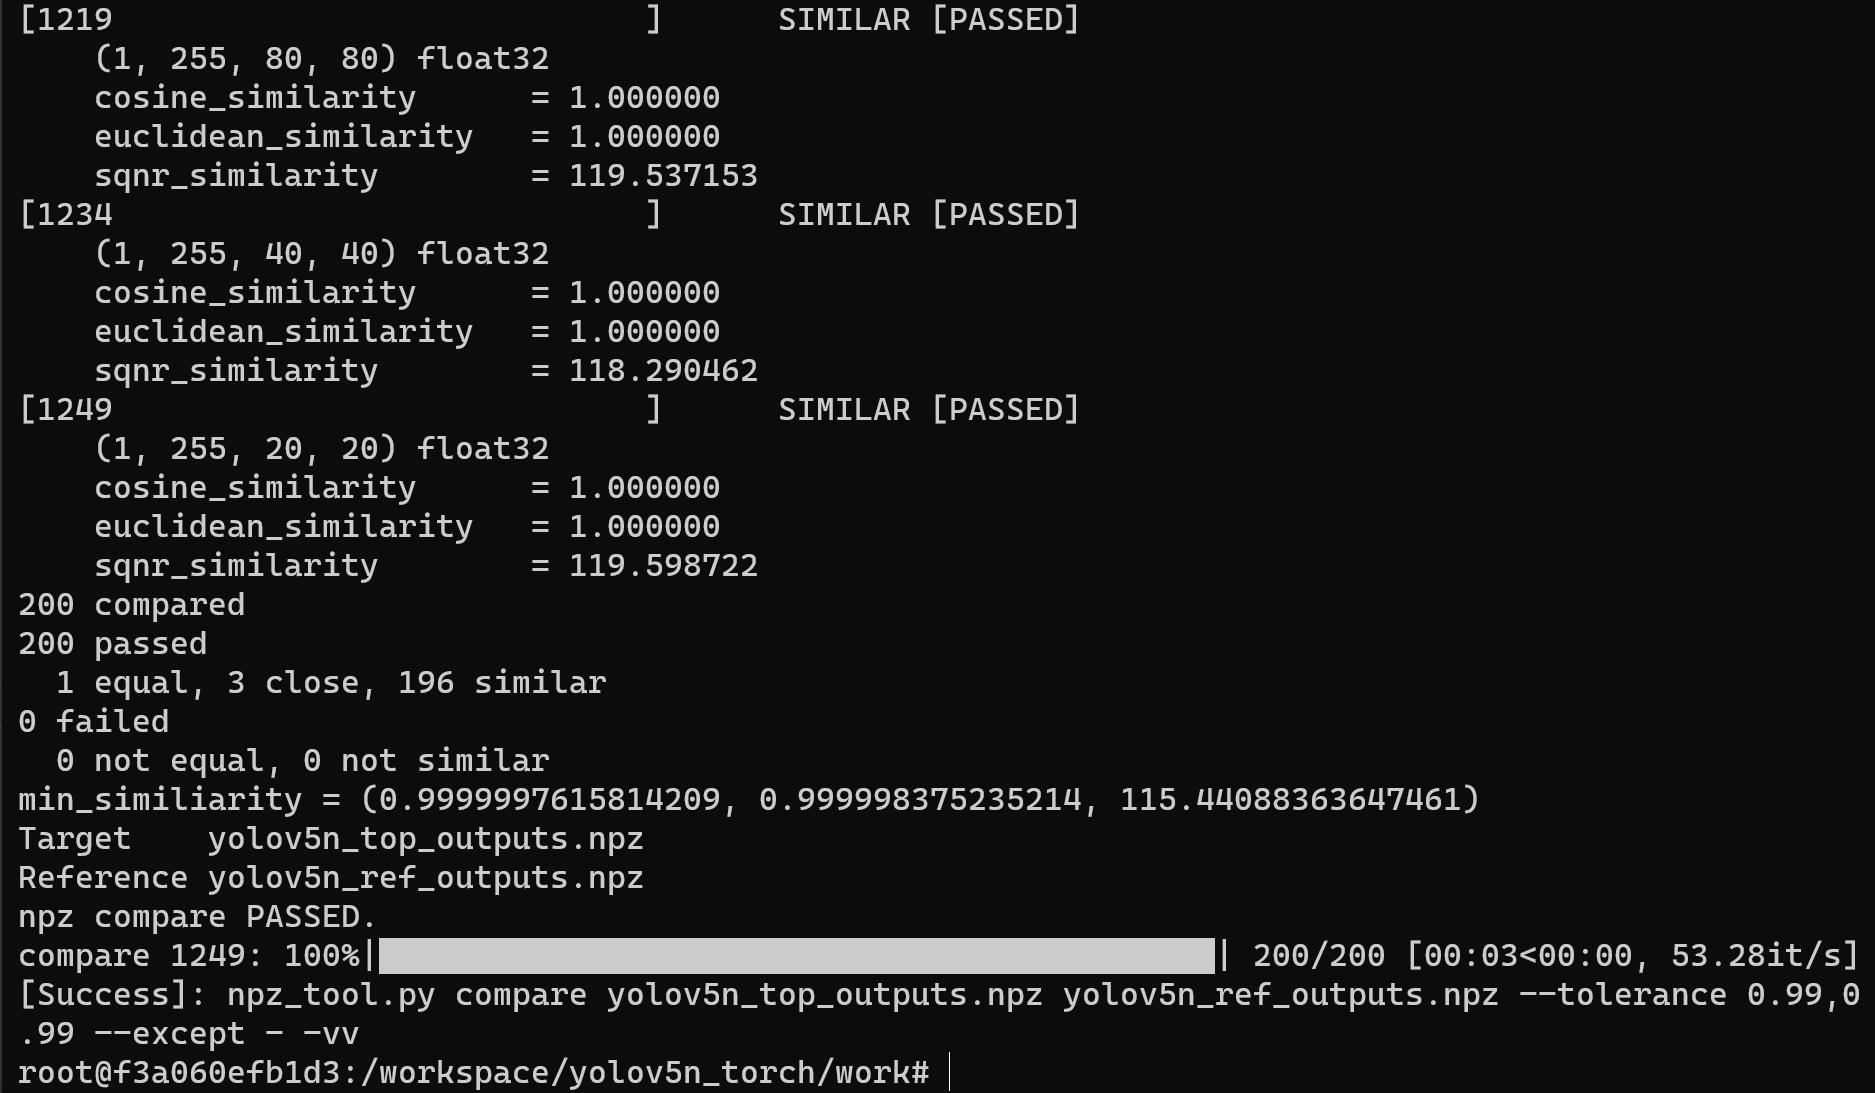 [1219                            ]      SIMILAR [PASSED]
    (1, 255, 80, 80) float32
    cosine_similarity      = 1.000000
    euclidean_similarity   = 1.000000
    sqnr_similarity        = 119.537153
[1234                            ]      SIMILAR [PASSED]
    (1, 255, 40, 40) float32
    cosine_similarity      = 1.000000
    euclidean_similarity   = 1.000000
    sqnr_similarity        = 118.290462
[1249                            ]      SIMILAR [PASSED]
    (1, 255, 20, 20) float32
    cosine_similarity      = 1.000000
    euclidean_similarity   = 1.000000
    sqnr_similarity        = 119.598722
200 compared
200 passed
  1 equal, 3 close, 196 similar
0 failed
  0 not equal, 0 not similar
min_similiarity = (0.9999997615814209, 0.999998375235214, 115.44088363647461)
Target    yolov5n_top_outputs.npz
Reference yolov5n_ref_outputs.npz
npz compare PASSED.
compare 1249: 100%|                                            | 200/200 [00:03<00:00, 53.28it/s]
[Success]: npz_tool.py compare yolov5n_top_outputs.npz yolov5n_ref_outputs.npz --tolerance 0.99,0
.99 --except - -vv
root@f3a060efb1d3:/workspace/yolov5n_torch/work#